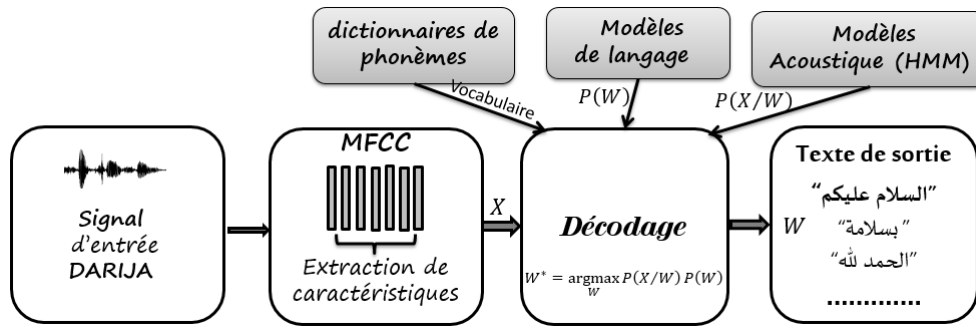 dictionnaires de
phonèmes
Modèles
de langage
Modèles
Acoustique (HMM)
Vocabulaire
P(W)
P(X/W)
Signal
d'entrée
DARIJA
MFCC
Extraction de
caractéristiques
X
Décodage
W* = argmax P(X/W) P(W)
W
Texte de sortie
"السلام عليكم"
W
"بسلامة"
"الحمد لله"
.............